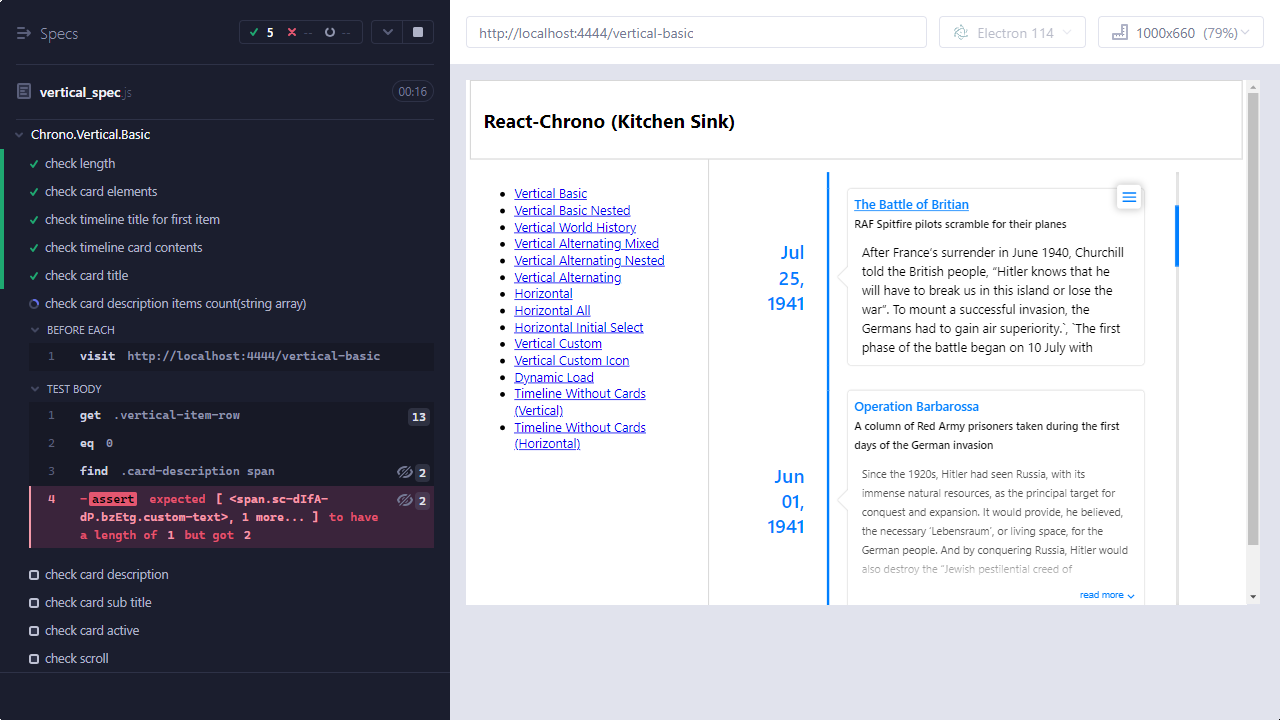 Specs
5
--
--
vertical_spec.js
00:16
Chrono.Vertical.Basic
check length
check card elements
check timeline title for first item
check timeline card contents
check card title
check card description items count(string array)
BEFORE EACH
1 visit http://localhost:4444/vertical-basic
TEST BODY
1 get .vertical-item-row 13
2 eq 0
3 find .card-description span 2
4 -assert expected [ <span.sc-dIfA-
dP.bzEtg.custom-text>, 1 more... ] to have
a length of 1 but got 2
2
check card description
check card sub title
check card active
check scroll
http://localhost:4444/vertical-basic
Electron 114
1000x660 (79%)
React-Chrono (Kitchen Sink)
Vertical Basic
Vertical Basic Nested
Vertical World History
Vertical Alternating Mixed
Vertical Alternating Nested
Vertical Alternating
Horizontal
Horizontal All
Horizontal Initial Select
Vertical Custom
Vertical Custom Icon
Dynamic Load
Timeline Without Cards
(Vertical)
Timeline Without Cards
(Horizontal)
Jul
25,
1941
The Battle of Britian
RAF Spitfire pilots scramble for their planes
After France’s surrender in June 1940, Churchill
told the British people, “Hitler knows that he
will have to break us in this island or lose the
war”. To mount a successful invasion, the
Germans had to gain air superiority.`, `The first
phase of the battle began on 10 July with
Jun
01,
1941
Operation Barbarossa
A column of Red Army prisoners taken during the first
days of the German invasion
Since the 1920s, Hitler had seen Russia, with its
immense natural resources, as the principal target for
conquest and expansion. It would provide, he believed,
the necessary ‘Lebensraum’, or living space, for the
German people. And by conquering Russia, Hitler would
also destroy the “Jewish pestilential creed of
read more